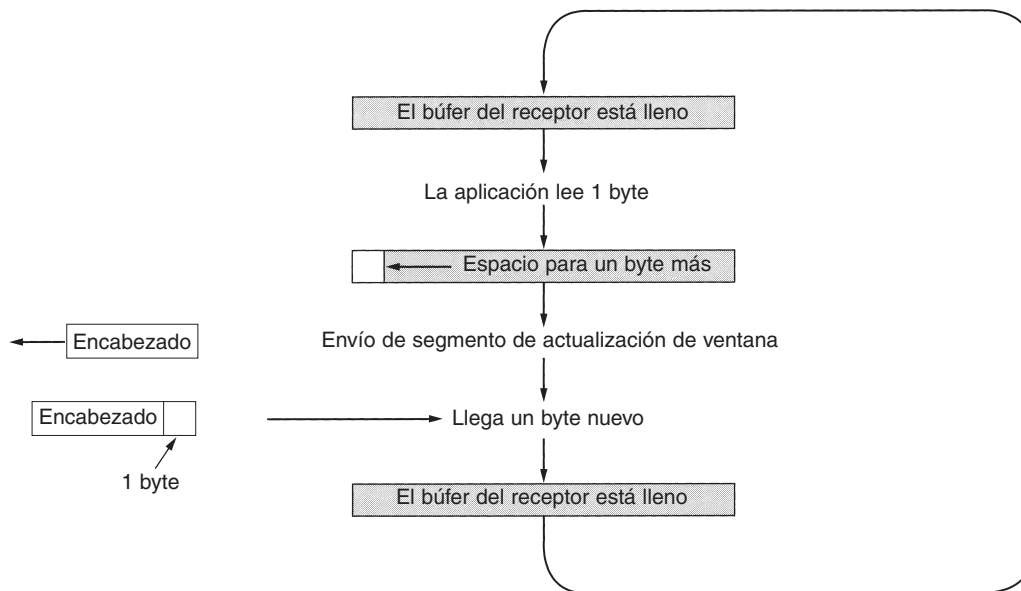 El búfer del receptor está lleno
La aplicación lee 1 byte
Espacio para un byte más
Encabezado
Envío de segmento de actualización de ventana
Encabezado
Llega un byte nuevo
1 byte
El búfer del receptor está lleno